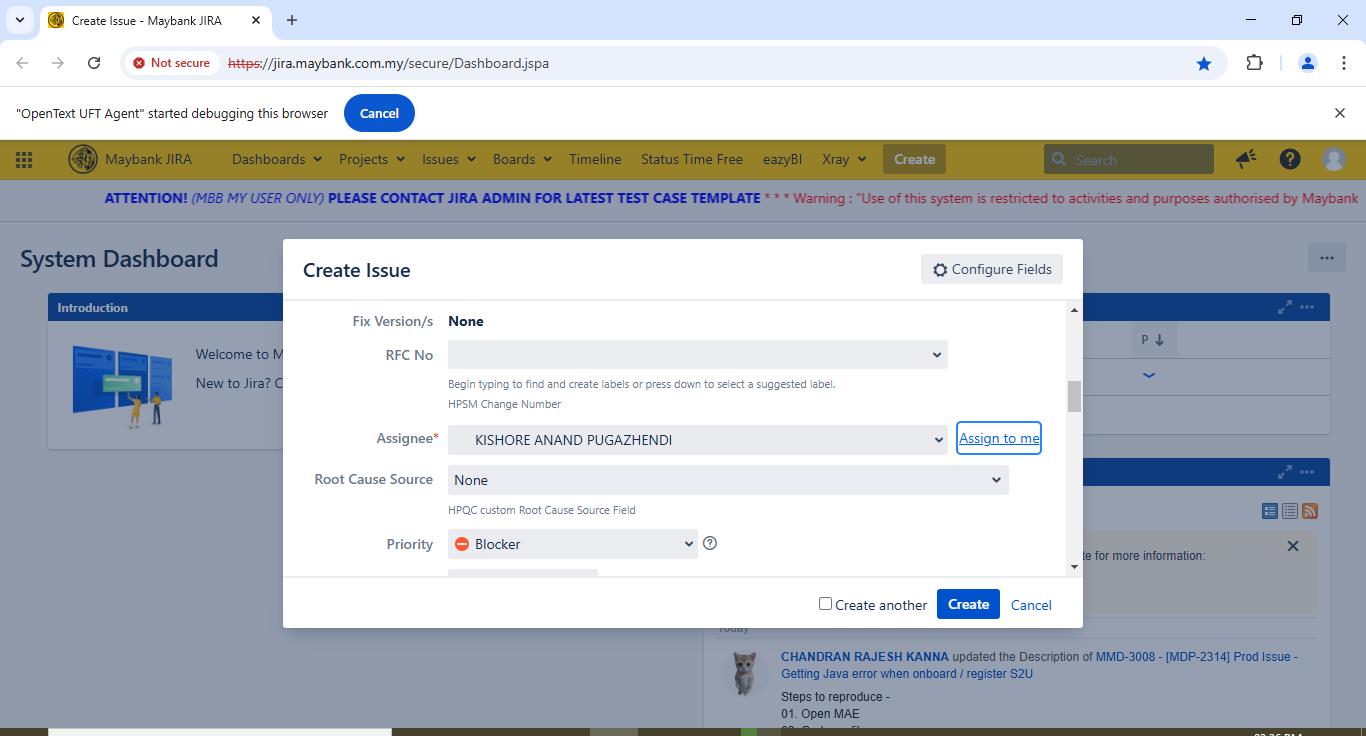 Create Issue - Maybank JIRA
Not secure https://jira.maybank.com.my/secure/Dashboard.jspa
"OpenText UFT Agent" started debugging this browser Cancel
Maybank JIRA Dashboards Projects Issues Boards Timeline Status Time Free eazyBI Xray Create Search
ATTENTION! (MBB MY USER ONLY) PLEASE CONTACT JIRA ADMIN FOR LATEST TEST CASE TEMPLATE * * * Warning : "Use of this system is restricted to activities and purposes authorised by Maybank
System Dashboard
Introduction
Welcome to M
New to Jira? C
P
Create Issue
Configure Fields
Fix Version/s None
RFC No
Begin typing to find and create labels or press down to select a suggested label.
HPSM Change Number
Assignee* KISHORE ANAND PUGAZHENDI Assign to me
Root Cause Source None
HPQC custom Root Cause Source Field
Priority Blocker
te for more information:
Create another Create Cancel
Today
CHANDRAN RAJESH KANNA updated the Description of MMD-3008 - [MDP-2314] Prod Issue -
Getting Java error when onboard / register S2U
Steps to reproduce -
01. Open MAE